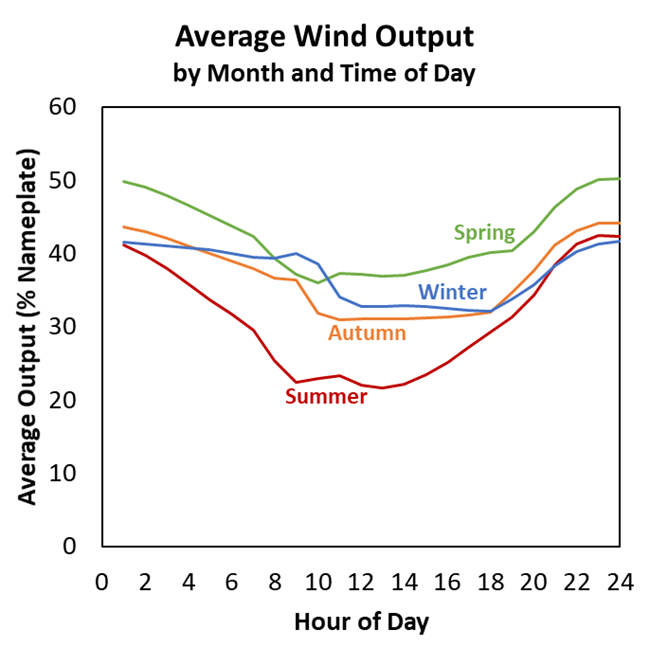 Average Wind Output
by Month and Time of Day
Average Output (% Nameplate)
60
50
40
30
20
10
0
Spring
Winter
Autumn
Summer
0 2 4 6 8 10 12 14 16 18 20 22 24
Hour of Day